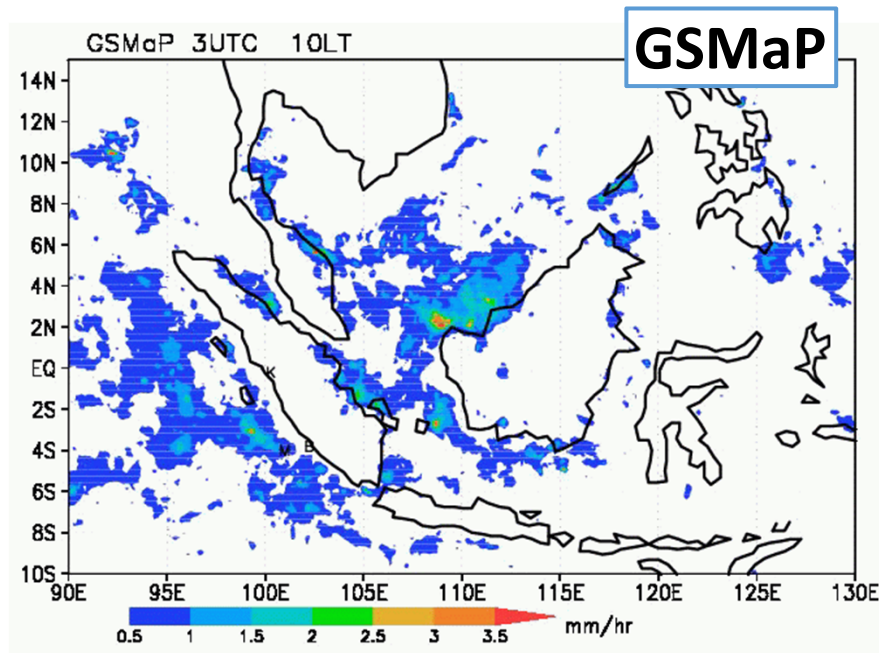 GSMaP
GSMaP 3UTC 10LT
14N
12N
10N
8N
6N
4N
2N
EQ
2S
4S
6S
8S
10S
K
M
B
90E 95E 100E 105E 110E 115E 120E 125E 130E
0.5 1 1.5 2 2.5 3 3.5 mm/hr